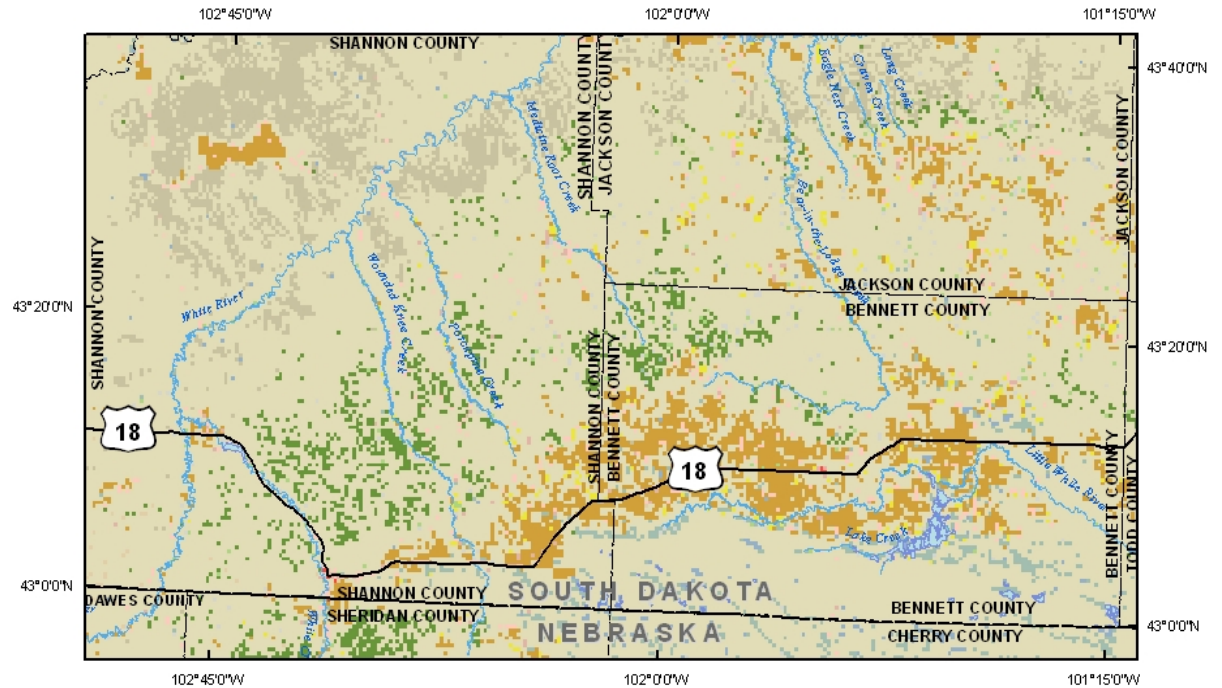 102°45'0"W
102°0'0"W
101°15'0"W
SHANNON COUNTY
SHANNON COUNTY
JACKSON COUNT
43°40'0"N
Long Creek
Craven Creek
Eagle Nest Creek
Medicine Root Creek
JACKSON COUNTY
Bear-in-the-Lodge Creek
SHANNON COUNTY
Wounded Knee Creek
JACKSON COUNTY
BENNETT COUNTY
43°20'0"N
White River
Porcupine Creek
43°20'0"N
SHANNON COUNTY
BENNETT COUNTY
18
18
Little White River
BENNETT COUNTY
TODD COUNTY
Lake Creek
43°0'0"N
DAWES COUNTY
SHANNON COUNTY
SOUTH DAKOTA
BENNETT COUNTY
SHERIDAN COUNTY
NEBRASKA
CHERRY COUNTY
43°0'0"N
102°45'0"W
102°0'0"W
101°15'0"W